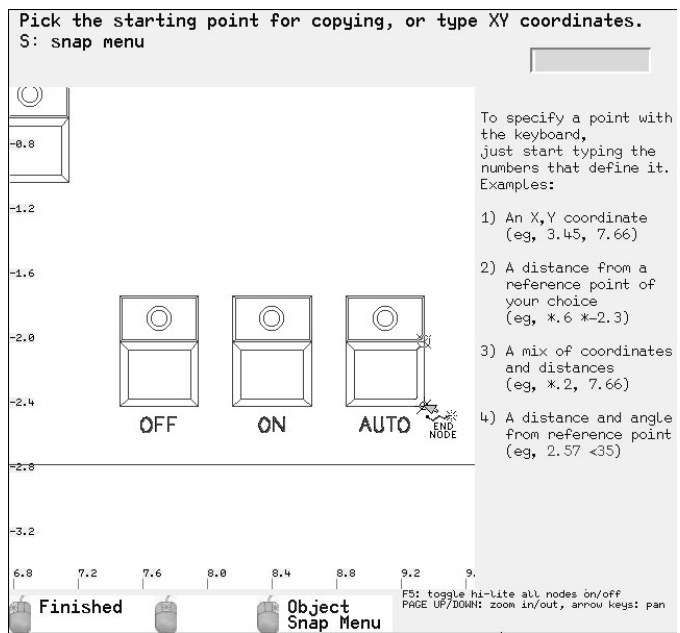 Pick the starting point for copying, or type XY coordinates.
S: snap menu
To specify a point with
the keyboard,
just start typing the
numbers that define it.
Examples:
1) An X,Y coordinate
(eg, 3.45, 7.66)
2) A distance from a
reference point of
your choice
(eg, *.6 *-2.3)
3) A mix of coordinates
and distances
(eg, *.2, 7.66)
4) A distance and angle
from reference point
(eg, 2.57 <35)
-0.8
-1.2
-1.6
-2.0
-2.4
OFF ON AUTO
END
NODE
-2.8
-3.2
6.8 7.2 7.6 8.0 8.4 8.8 9.2 9.
F5: toggle hi-lite all nodes on/off
PAGE UP/DOWN: zoom in/out, arrow keys: pan
Finished
Object
Snap Menu